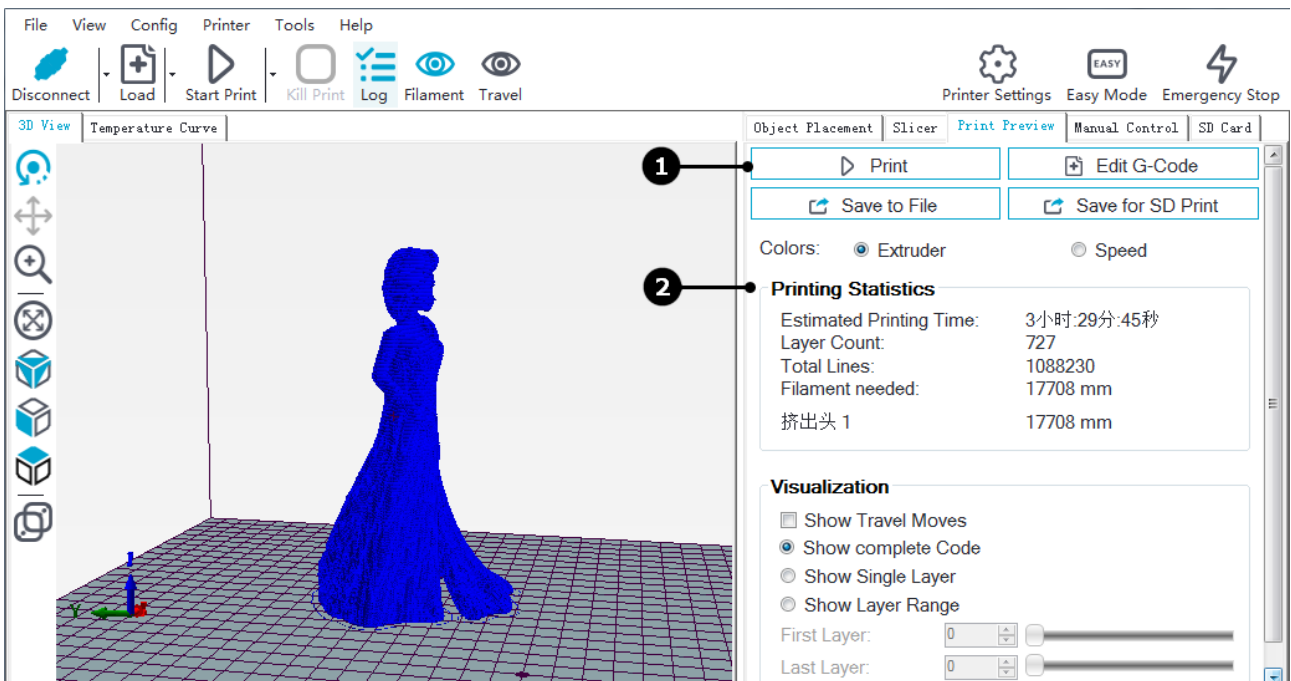 File View Config Printer Tools Help
Disconnect Load Start Print Kill Print Log Filament Travel Printer Settings EASY Easy Mode Emergency Stop
3D View Temperature Curve Object Placement Slicer Print Preview Manual Control SD Card
1 Print Edit G-Code
Save to File Save for SD Print
Colors: Extruder Speed
2 Printing Statistics
Estimated Printing Time: 3小时:29分:45秒
Layer Count: 727
Total Lines: 1088230
Filament needed: 17708 mm
挤出头 1 17708 mm
Visualization
Show Travel Moves
Show complete Code
Show Single Layer
Show Layer Range
Y
First Layer: 0
Last Layer: 0